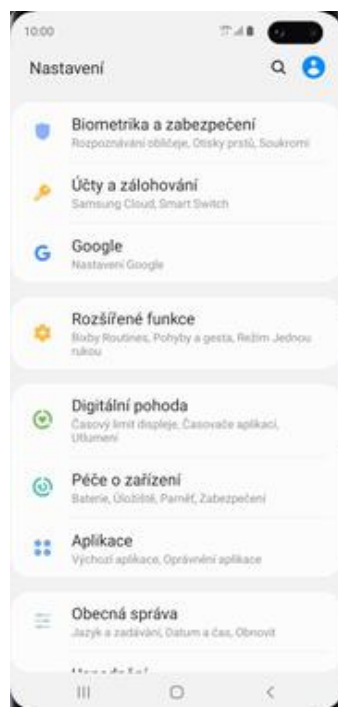 10:00
Nastavení
Biometrika a zabezpečení
Rozpoznávání obličeje, Otisky prstů, Soukromí
Účty a zálohování
Samsung Cloud, Smart Switch
Google
Nastavení Google
Rozšířené funkce
Bixby Routines, Pohyby a gesta, Režim Jednou
rukou
Digitální pohoda
Časový limit displeje, Časovače aplikací,
Utlumení
Péče o zařízení
Baterie, Úložiště, Paměť, Zabezpečení
Aplikace
Výchozí aplikace, Oprávnění aplikace
Obecná správa
Jazyk a zadávání, Datum a čas, Obnovit